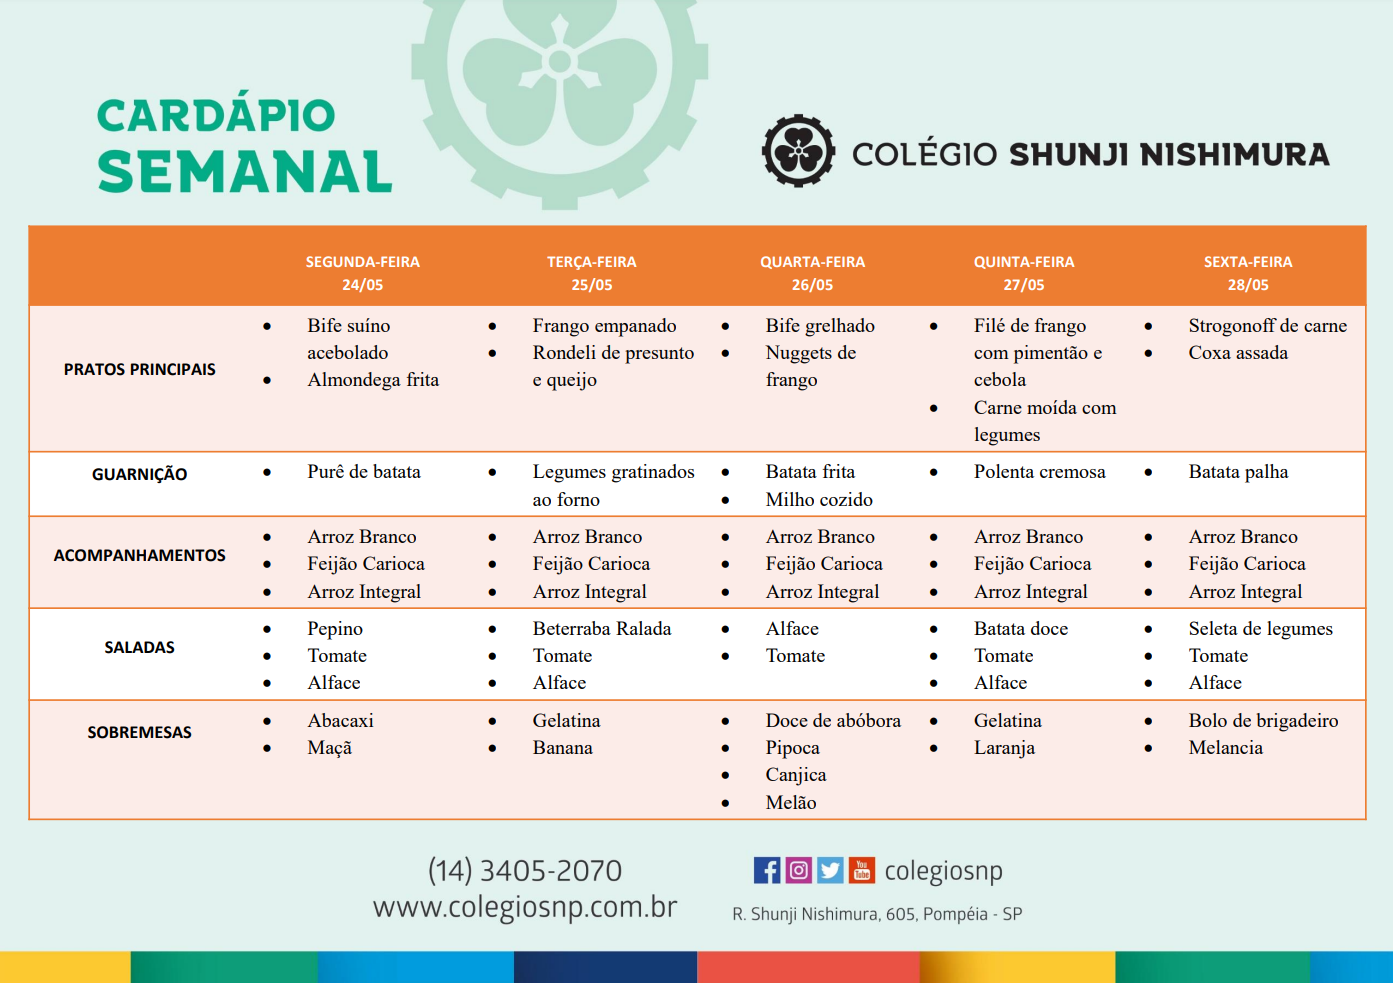 CARDÁPIO
SEMANAL
COLÉGIO SHUNJI NISHIMURA
SEGUNDA-FEIRA
24/05
TERÇA-FEIRA
25/05
QUARTA-FEIRA
26/05
QUINTA-FEIRA
27/05
SEXTA-FEIRA
28/05
PRATOS PRINCIPAIS
• Bife suíno
acebolado
• Almondega frita
• Frango empanado
• Rondeli de presunto
e queijo
• Bife grelhado
• Nuggets de
frango
• Filé de frango
com pimentão e
cebola
• Carne moída com
legumes
• Strogonoff de carne
• Coxa assada
GUARNIÇÃO
• Purê de batata
• Legumes gratinados
ao forno
• Batata frita
• Milho cozido
• Polenta cremosa
• Batata palha
ACOMPANHAMENTOS
• Arroz Branco
• Feijão Carioca
• Arroz Integral
• Arroz Branco
• Feijão Carioca
• Arroz Integral
• Arroz Branco
• Feijão Carioca
• Arroz Integral
• Arroz Branco
• Feijão Carioca
• Arroz Integral
• Arroz Branco
• Feijão Carioca
• Arroz Integral
SALADAS
• Pepino
• Tomate
• Alface
• Beterraba Ralada
• Tomate
• Alface
• Alface
• Tomate
• Batata doce
• Tomate
• Alface
• Seleta de legumes
• Tomate
• Alface
SOBREMESAS
• Abacaxi
• Maçã
• Gelatina
• Banana
• Doce de abóbora
• Pipoca
• Canjica
• Melão
• Gelatina
• Laranja
• Bolo de brigadeiro
• Melancia
(14) 3405-2070
www.colegiosnp.com.br
You
Tube
colegiosnp
R. Shunji Nishimura, 605, Pompéia - SP